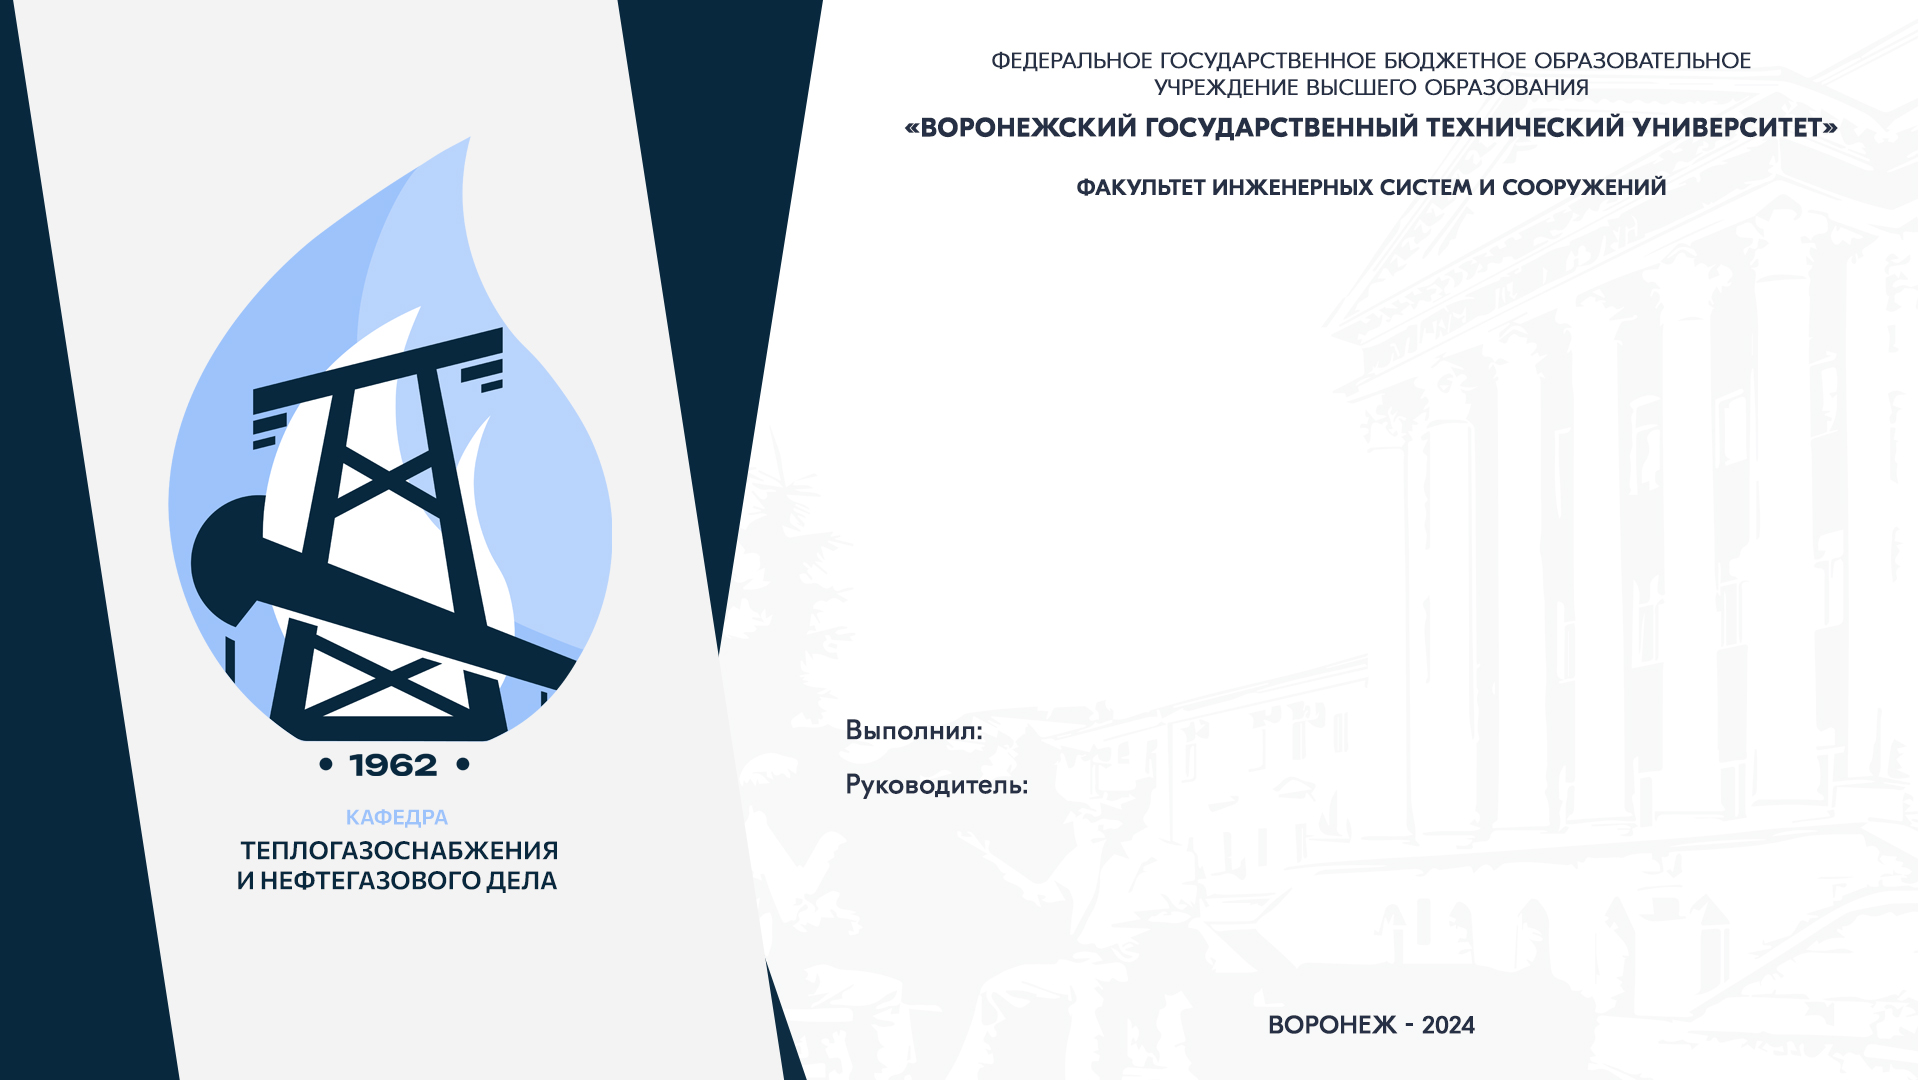 ФЕДЕРАЛЬНОЕ ГОСУДАРСТВЕННОЕ БЮДЖЕТНОЕ ОБРАЗОВАТЕЛЬНОЕ
УЧРЕЖДЕНИЕ ВЫСШЕГО ОБРАЗОВАНИЯ
«ВОРОНЕЖСКИЙ ГОСУДАРСТВЕННЫЙ ТЕХНИЧЕСКИЙ УНИВЕРСИТЕТ»
ФАКУЛЬТЕТ ИНЖЕНЕРНЫХ СИСТЕМ И СООРУЖЕНИЙ
Выполнил:
Руководитель:
• 1962 •
КАФЕДРА
ТЕПЛОГАЗОСНАБЖЕНИЯ
И НЕФТЕГАЗОВОГО ДЕЛА
ВОРОНЕЖ - 2024